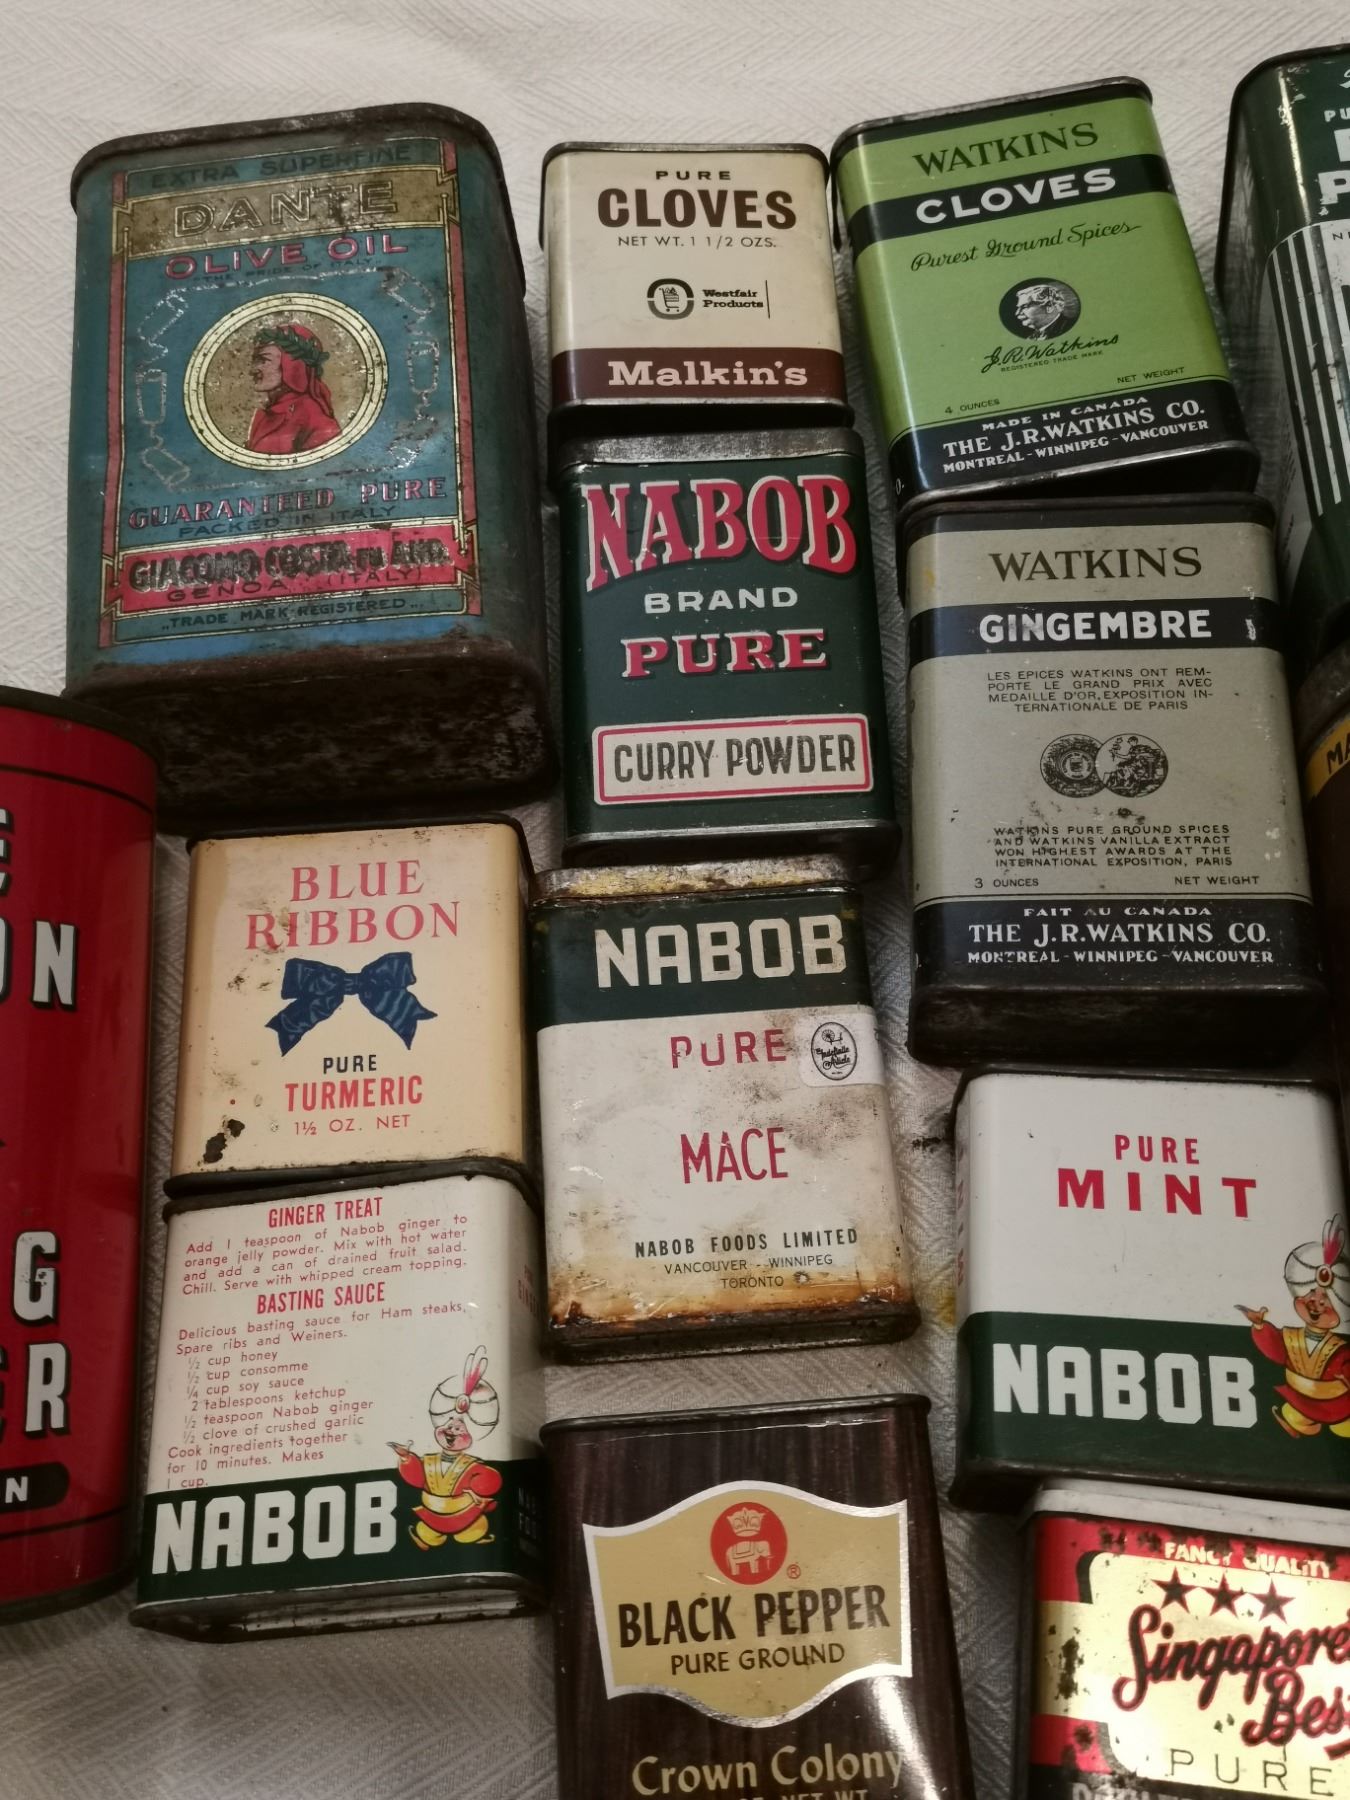 EXTRA SUPERFINE
DANTE
OLIVE OIL
"THE PRIDE OF ITALY"
GUARANTEED PURE
PACKED IN ITALY
GIACOMO COSTA FU AND.
GENOA (ITALY)
TRADE MARK REGISTERED
PURE
CLOVES
NET WT. 1 1/2 OZS.
Westfair
Products
Malkin's
WATKINS
CLOVES
Purest Ground Spices
J.R. Watkins
REGISTERED TRADE MARK
4 OUNCES NET WEIGHT
MADE IN CANADA
THE J.R.WATKINS CO.
MONTREAL - WINNIPEG - VANCOUVER
NABOB
BRAND
PURE
CURRY POWDER
WATKINS
GINGEMBRE
LES EPICES WATKINS ONT REM-
PORTE LE GRAND PRIX AVEC
MEDAILLE D'OR, EXPOSITION IN-
TERNATIONALE DE PARIS
WATKINS PURE GROUND SPICES
AND WATKINS VANILLA EXTRACT
WON HIGHEST AWARDS AT THE
INTERNATIONAL EXPOSITION, PARIS
3 OUNCES NET WEIGHT
FAIT AU CANADA
THE J.R.WATKINS CO.
MONTREAL - WINNIPEG - VANCOUVER
BLUE
RIBBON
PURE
TURMERIC
1½ OZ. NET
NABOB
PURE
MACE
NABOB FOODS LIMITED
VANCOUVER - WINNIPEG
TORONTO
PURE
MINT
NABOB
GINGER TREAT
Add 1 teaspoon of Nabob ginger to
orange jelly powder. Mix with hot water
and add a can of drained fruit salad.
Chill. Serve with whipped cream topping.
BASTING SAUCE
Delicious basting sauce for Ham steaks,
Spare ribs and Weiners.
½ cup honey
½ cup consomme
¼ cup soy sauce
2 tablespoons ketchup
½ teaspoon Nabob ginger
½ clove of crushed garlic
Cook ingredients together
for 10 minutes. Makes
1 cup.
NABOB
BLACK PEPPER
PURE GROUND
Crown Colony
NET WT.
FANCY QUALITY
Singapore
Best
PURE